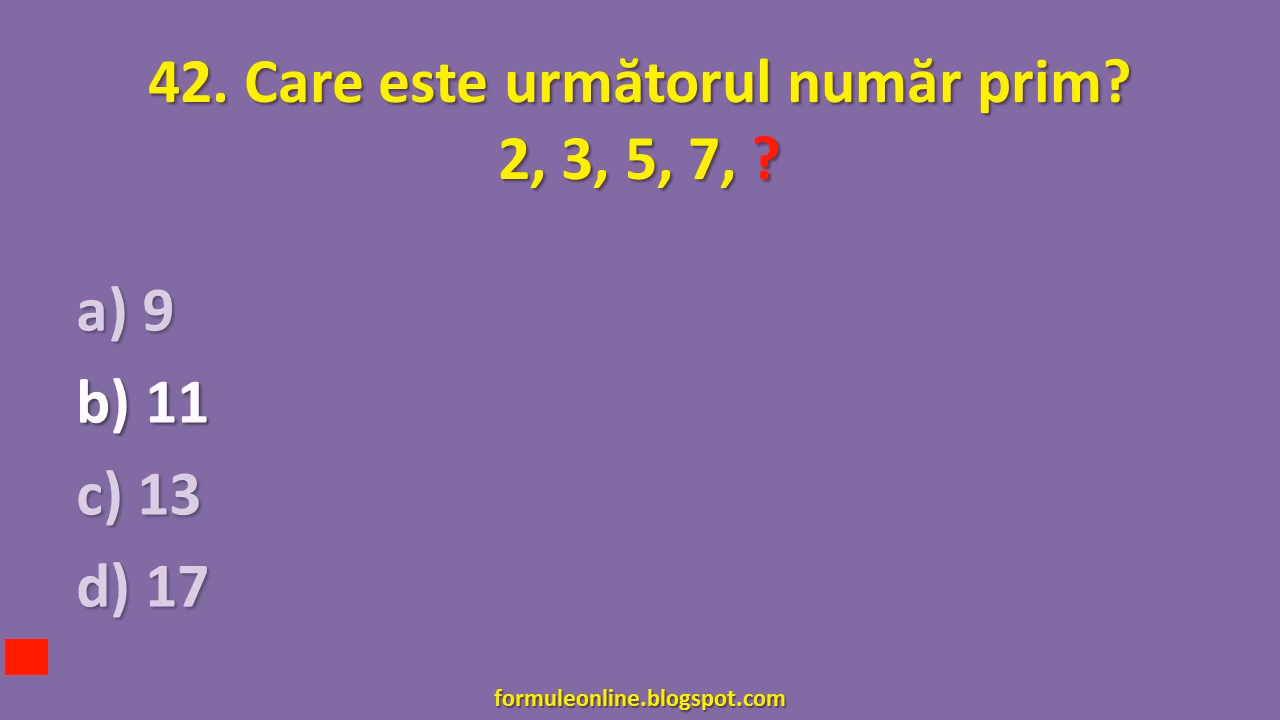 42. Care este următorul număr prim?
2, 3, 5, 7, ?
a) 9
b) 11
c) 13
d) 17
formuleonline.blogspot.com